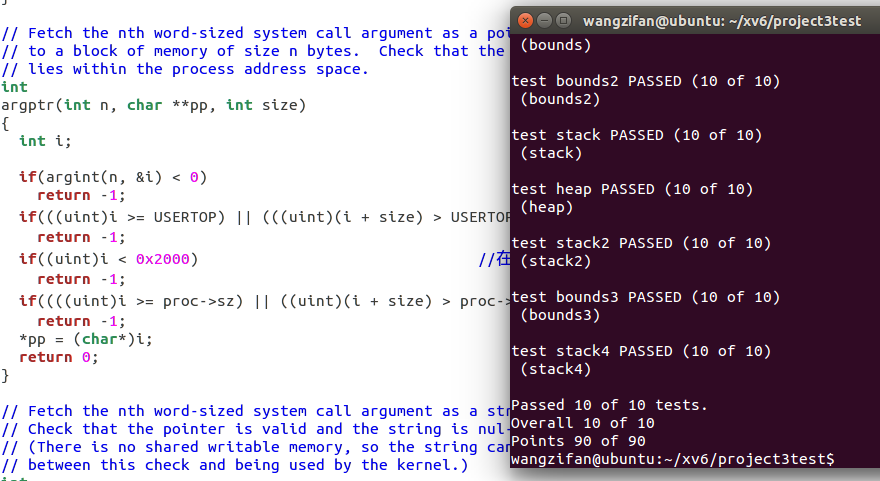 }
// Fetch the nth word-sized system call argument as a poi
// to a block of memory of size n bytes.  Check that the
// lies within the process address space.
int
argptr(int n, char **pp, int size)
{
  int i;
  if(argint(n, &i) < 0)
    return -1;
  if(((uint)i >= USERTOP) || (((uint)(i + size) > USERTOP
    return -1;
  if((uint)i < 0x2000) //在
    return -1;
  if((((uint)i >= proc->sz) || ((uint)(i + size) > proc->
    return -1;
  *pp = (char*)i;
  return 0;
}
// Fetch the nth word-sized system call argument as a str
// Check that the pointer is valid and the string is nul-
// (There is no shared writable memory, so the string can
// between this check and being used by the kernel.)
int
wangzifan@ubuntu: ~/xv6/project3test
 (bounds)
test bounds2 PASSED (10 of 10)
 (bounds2)
test stack PASSED (10 of 10)
 (stack)
test heap PASSED (10 of 10)
 (heap)
test stack2 PASSED (10 of 10)
 (stack2)
test bounds3 PASSED (10 of 10)
 (bounds3)
test stack4 PASSED (10 of 10)
 (stack4)
Passed 10 of 10 tests.
Overall 10 of 10
Points 90 of 90
wangzifan@ubuntu:~/xv6/project3test$